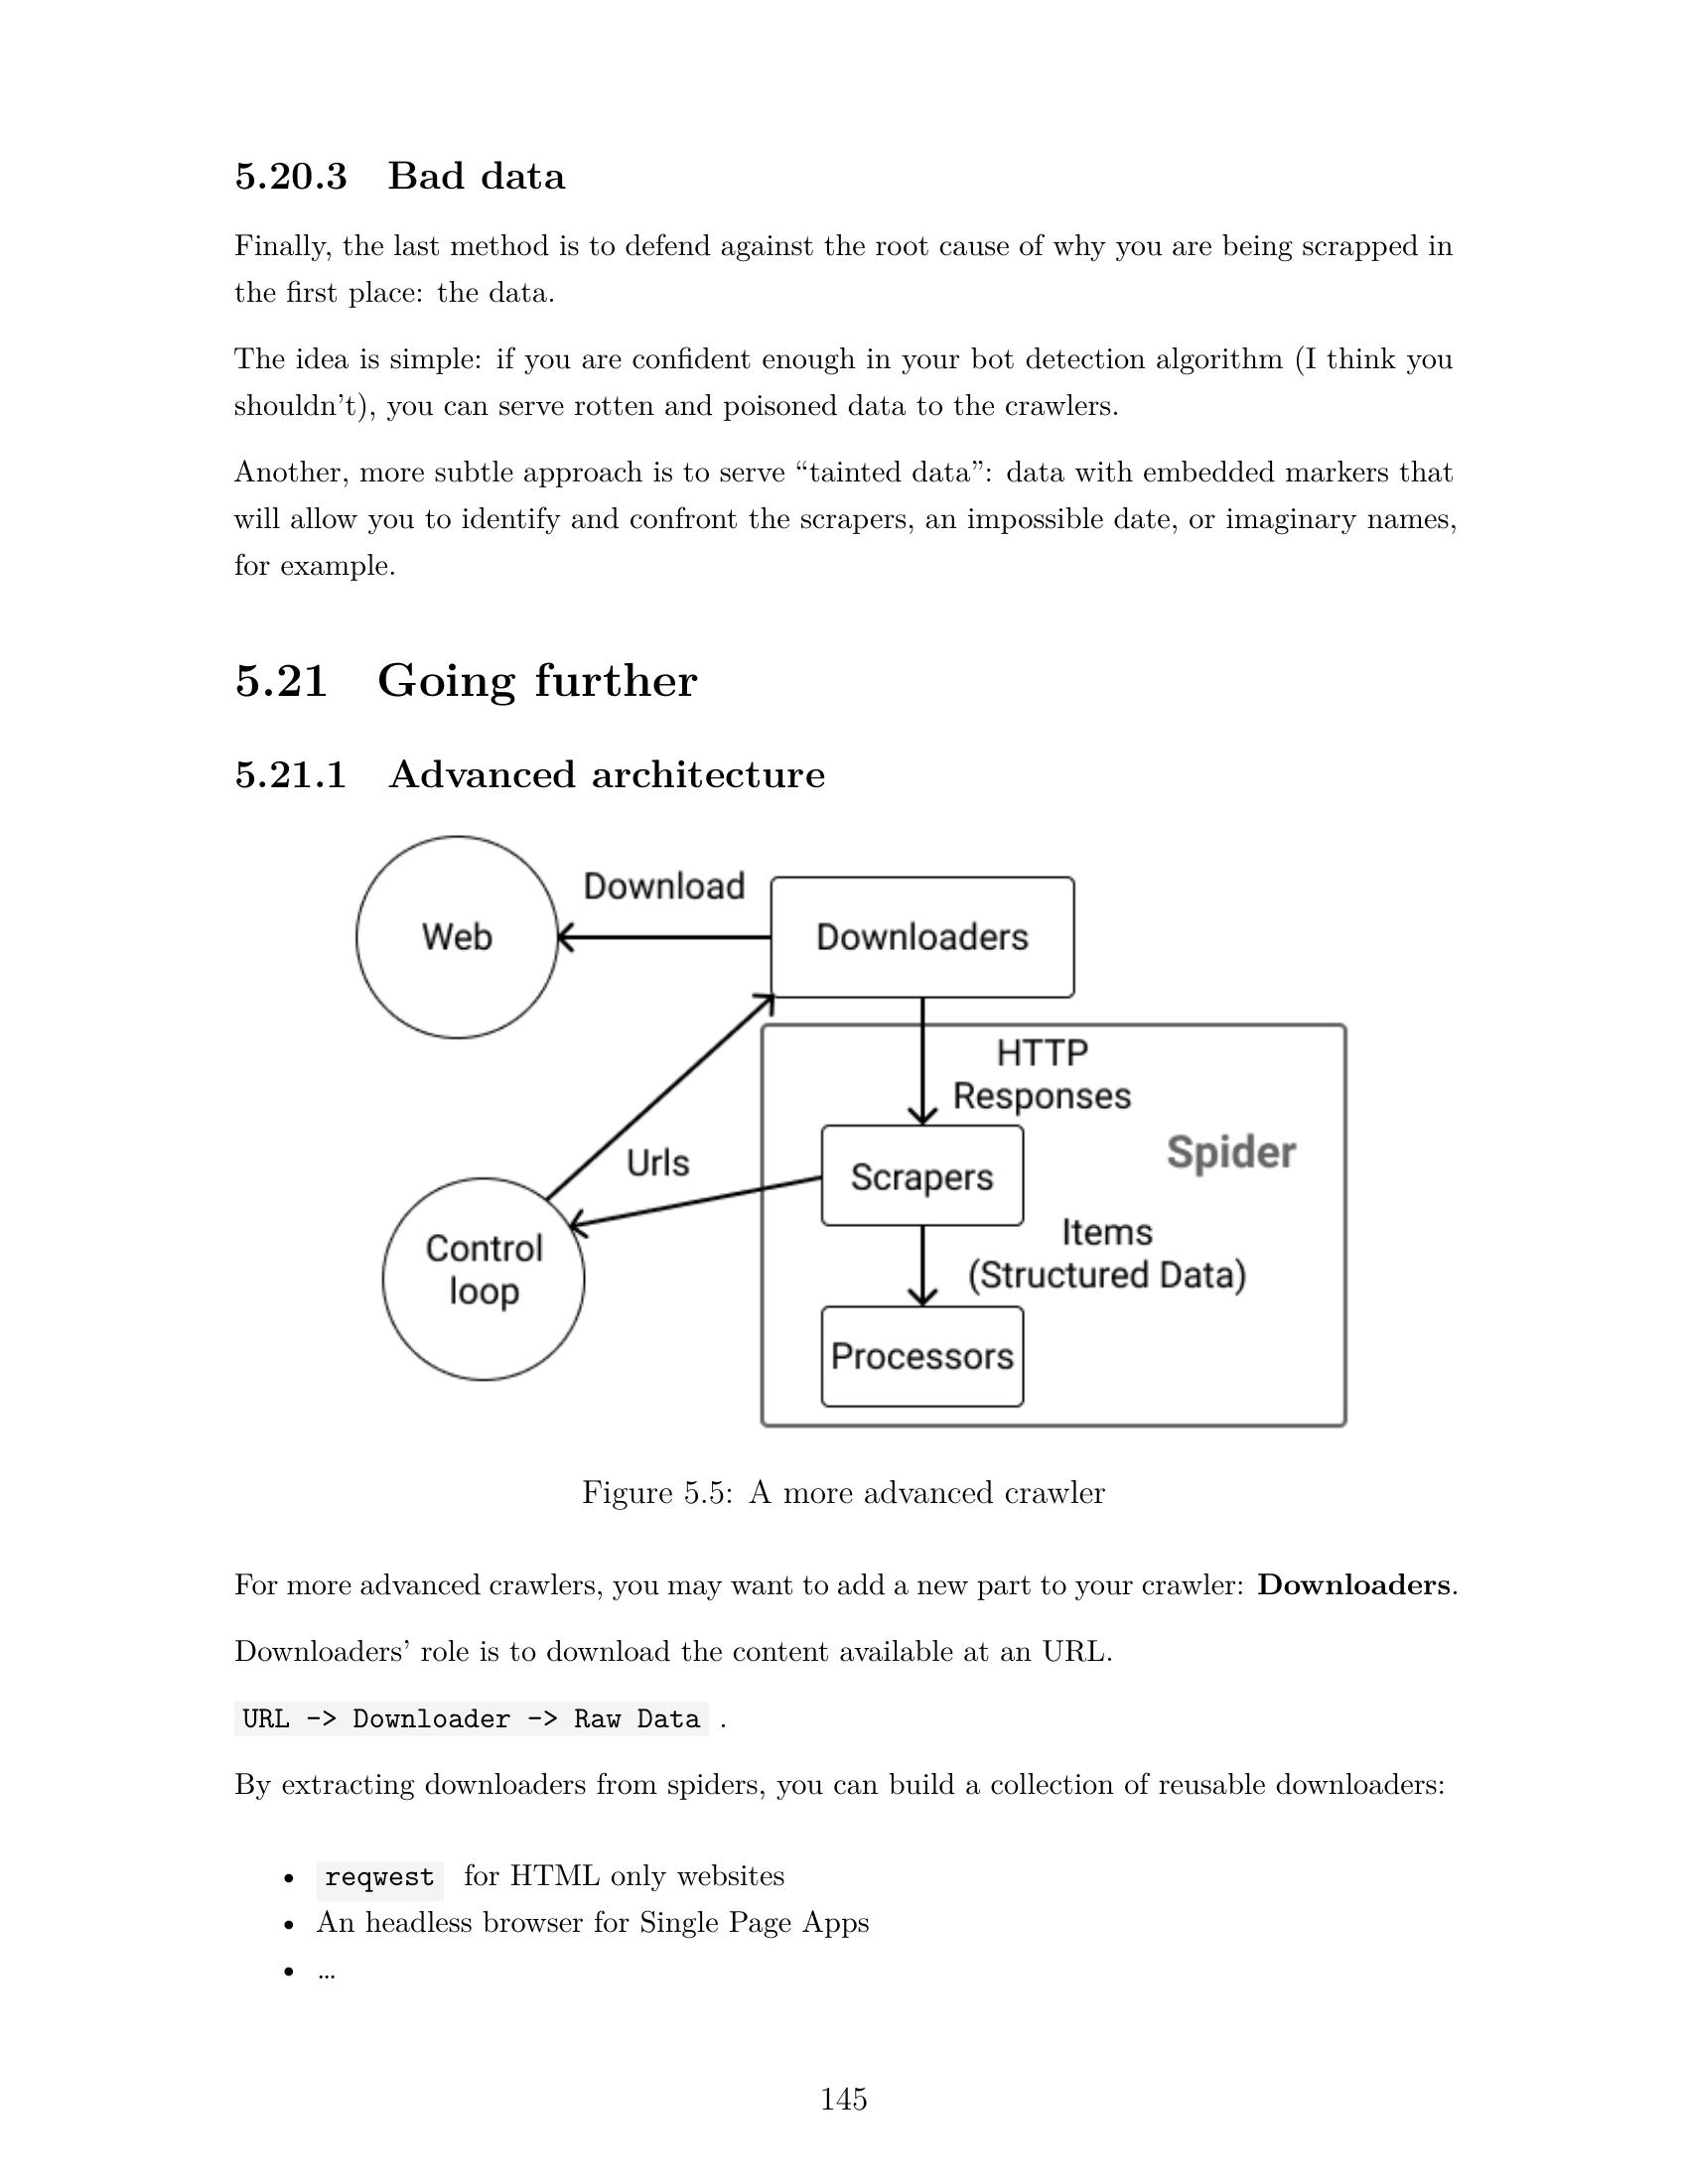 5.20.3 Bad data
Finally, the last method is to defend against the root cause of why you are being scrapped in
the first place: the data.
The idea is simple: if you are confident enough in your bot detection algorithm (I think you
shouldn’t), you can serve rotten and poisoned data to the crawlers.
Another, more subtle approach is to serve “tainted data”: data with embedded markers that
will allow you to identify and confront the scrapers, an impossible date, or imaginary names,
for example.
5.21 Going further
5.21.1 Advanced architecture
Download
Web
Downloaders
HTTP
Responses
Spider
Urls
Scrapers
Control
loop
Items
(Structured Data)
Processors
Figure 5.5: A more advanced crawler
For more advanced crawlers, you may want to add a new part to your crawler: Downloaders.
Downloaders’ role is to download the content available at an URL.
URL -> Downloader -> Raw Data .
By extracting downloaders from spiders, you can build a collection of reusable downloaders:
• reqwest for HTML only websites
• An headless browser for Single Page Apps
• …
145